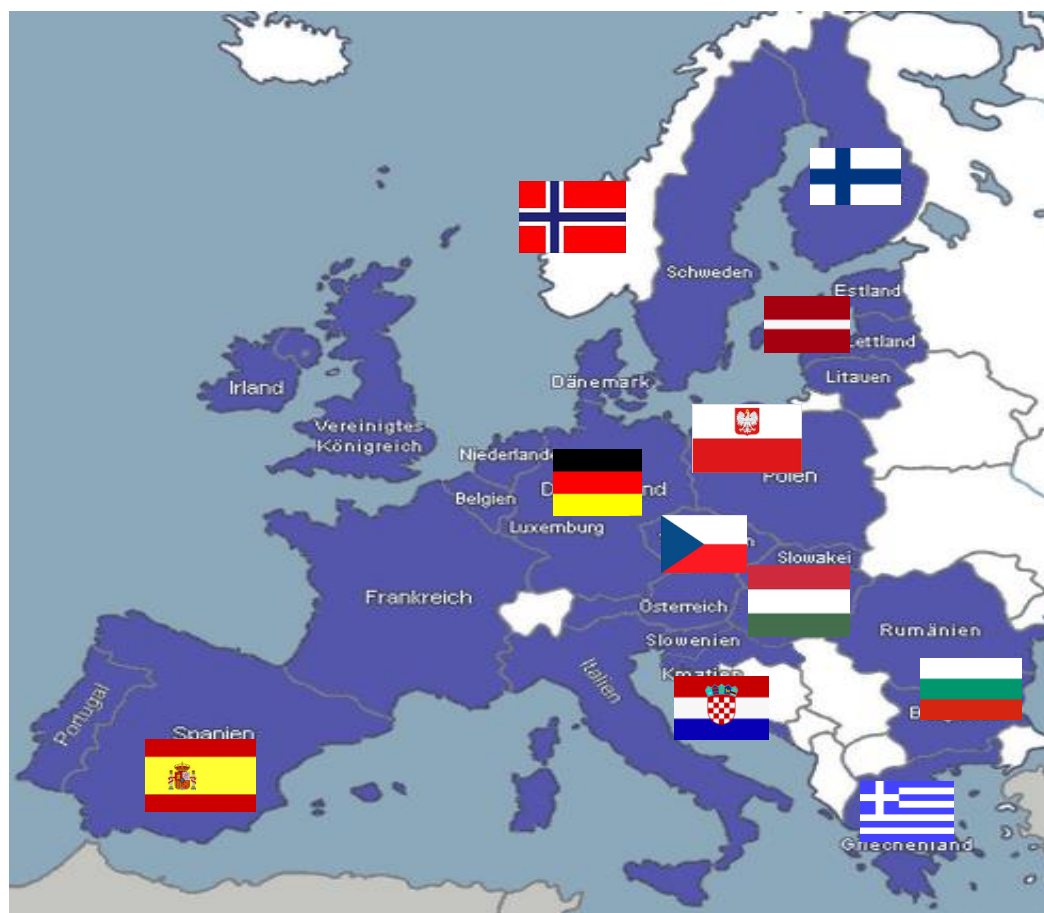 Schweden
Estland
Lettland
Litauen
Dänemark
Irland
Vereinigtes
Königreich
Niederlande
Belgien
Luxemburg
Polen
Slowakei
Frankreich
Österreich
Slowenien
Kroatien
Rumänien
Italien
Portugal
Spanien
Griechenland